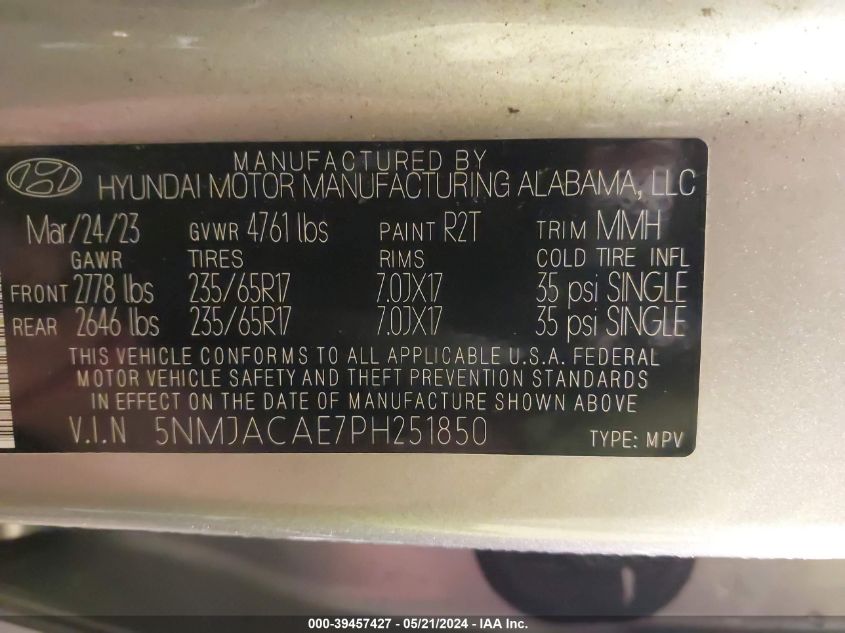 MANUFACTURED BY
HYUNDAI MOTOR MANUFACTURING ALABAMA, LLC
Mar/24/23 GVWR 4761 lbs PAINT R2T TRIM MMH
GAWR TIRES RIMS COLD TIRE INFL
FRONT 2778 lbs 235/65R17 7.0JX17 35 psi SINGLE
REAR 2646 lbs 235/65R17 7.0JX17 35 psi SINGLE
THIS VEHICLE CONFORMS TO ALL APPLICABLE U.S.A. FEDERAL
MOTOR VEHICLE SAFETY AND THEFT PREVENTION STANDARDS
IN EFFECT ON THE DATE OF MANUFACTURE SHOWN ABOVE
V.I.N 5NMJACAE7PH251850 TYPE: MPV
000-39457427 - 05/21/2024 - IAA Inc.